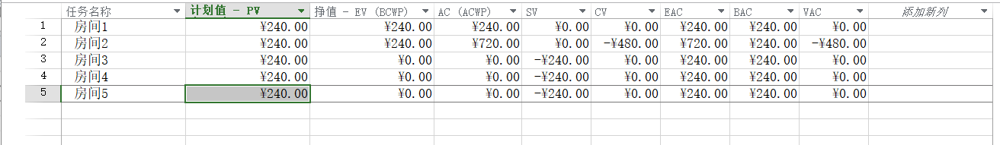 任务名称 计划值 - PV 挣值 - EV (BCWP) AC (ACWP) SV CV EAC BAC VAC 添加新列
1 房间1 ¥240.00 ¥240.00 ¥240.00 ¥0.00 ¥0.00 ¥240.00 ¥240.00 ¥0.00
2 房间2 ¥240.00 ¥240.00 ¥720.00 ¥0.00 -¥480.00 ¥720.00 ¥240.00 -¥480.00
3 房间3 ¥240.00 ¥0.00 ¥0.00 -¥240.00 ¥0.00 ¥240.00 ¥240.00 ¥0.00
4 房间4 ¥240.00 ¥0.00 ¥0.00 -¥240.00 ¥0.00 ¥240.00 ¥240.00 ¥0.00
5 房间5 ¥240.00 ¥0.00 ¥0.00 -¥240.00 ¥0.00 ¥240.00 ¥240.00 ¥0.00